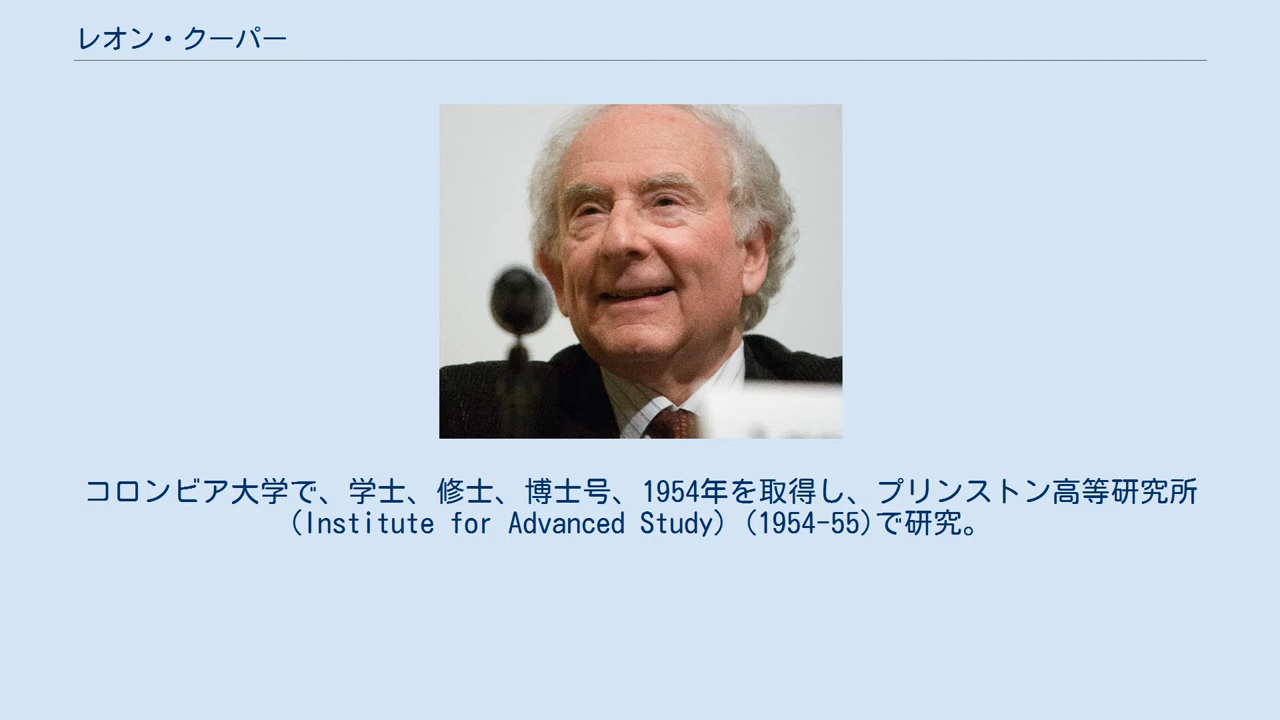 レオン・クーパー
コロンビア大学で、学士、修士、博士号、1954年を取得し、プリンストン高等研究所
(Institute for Advanced Study) (1954-55)で研究。